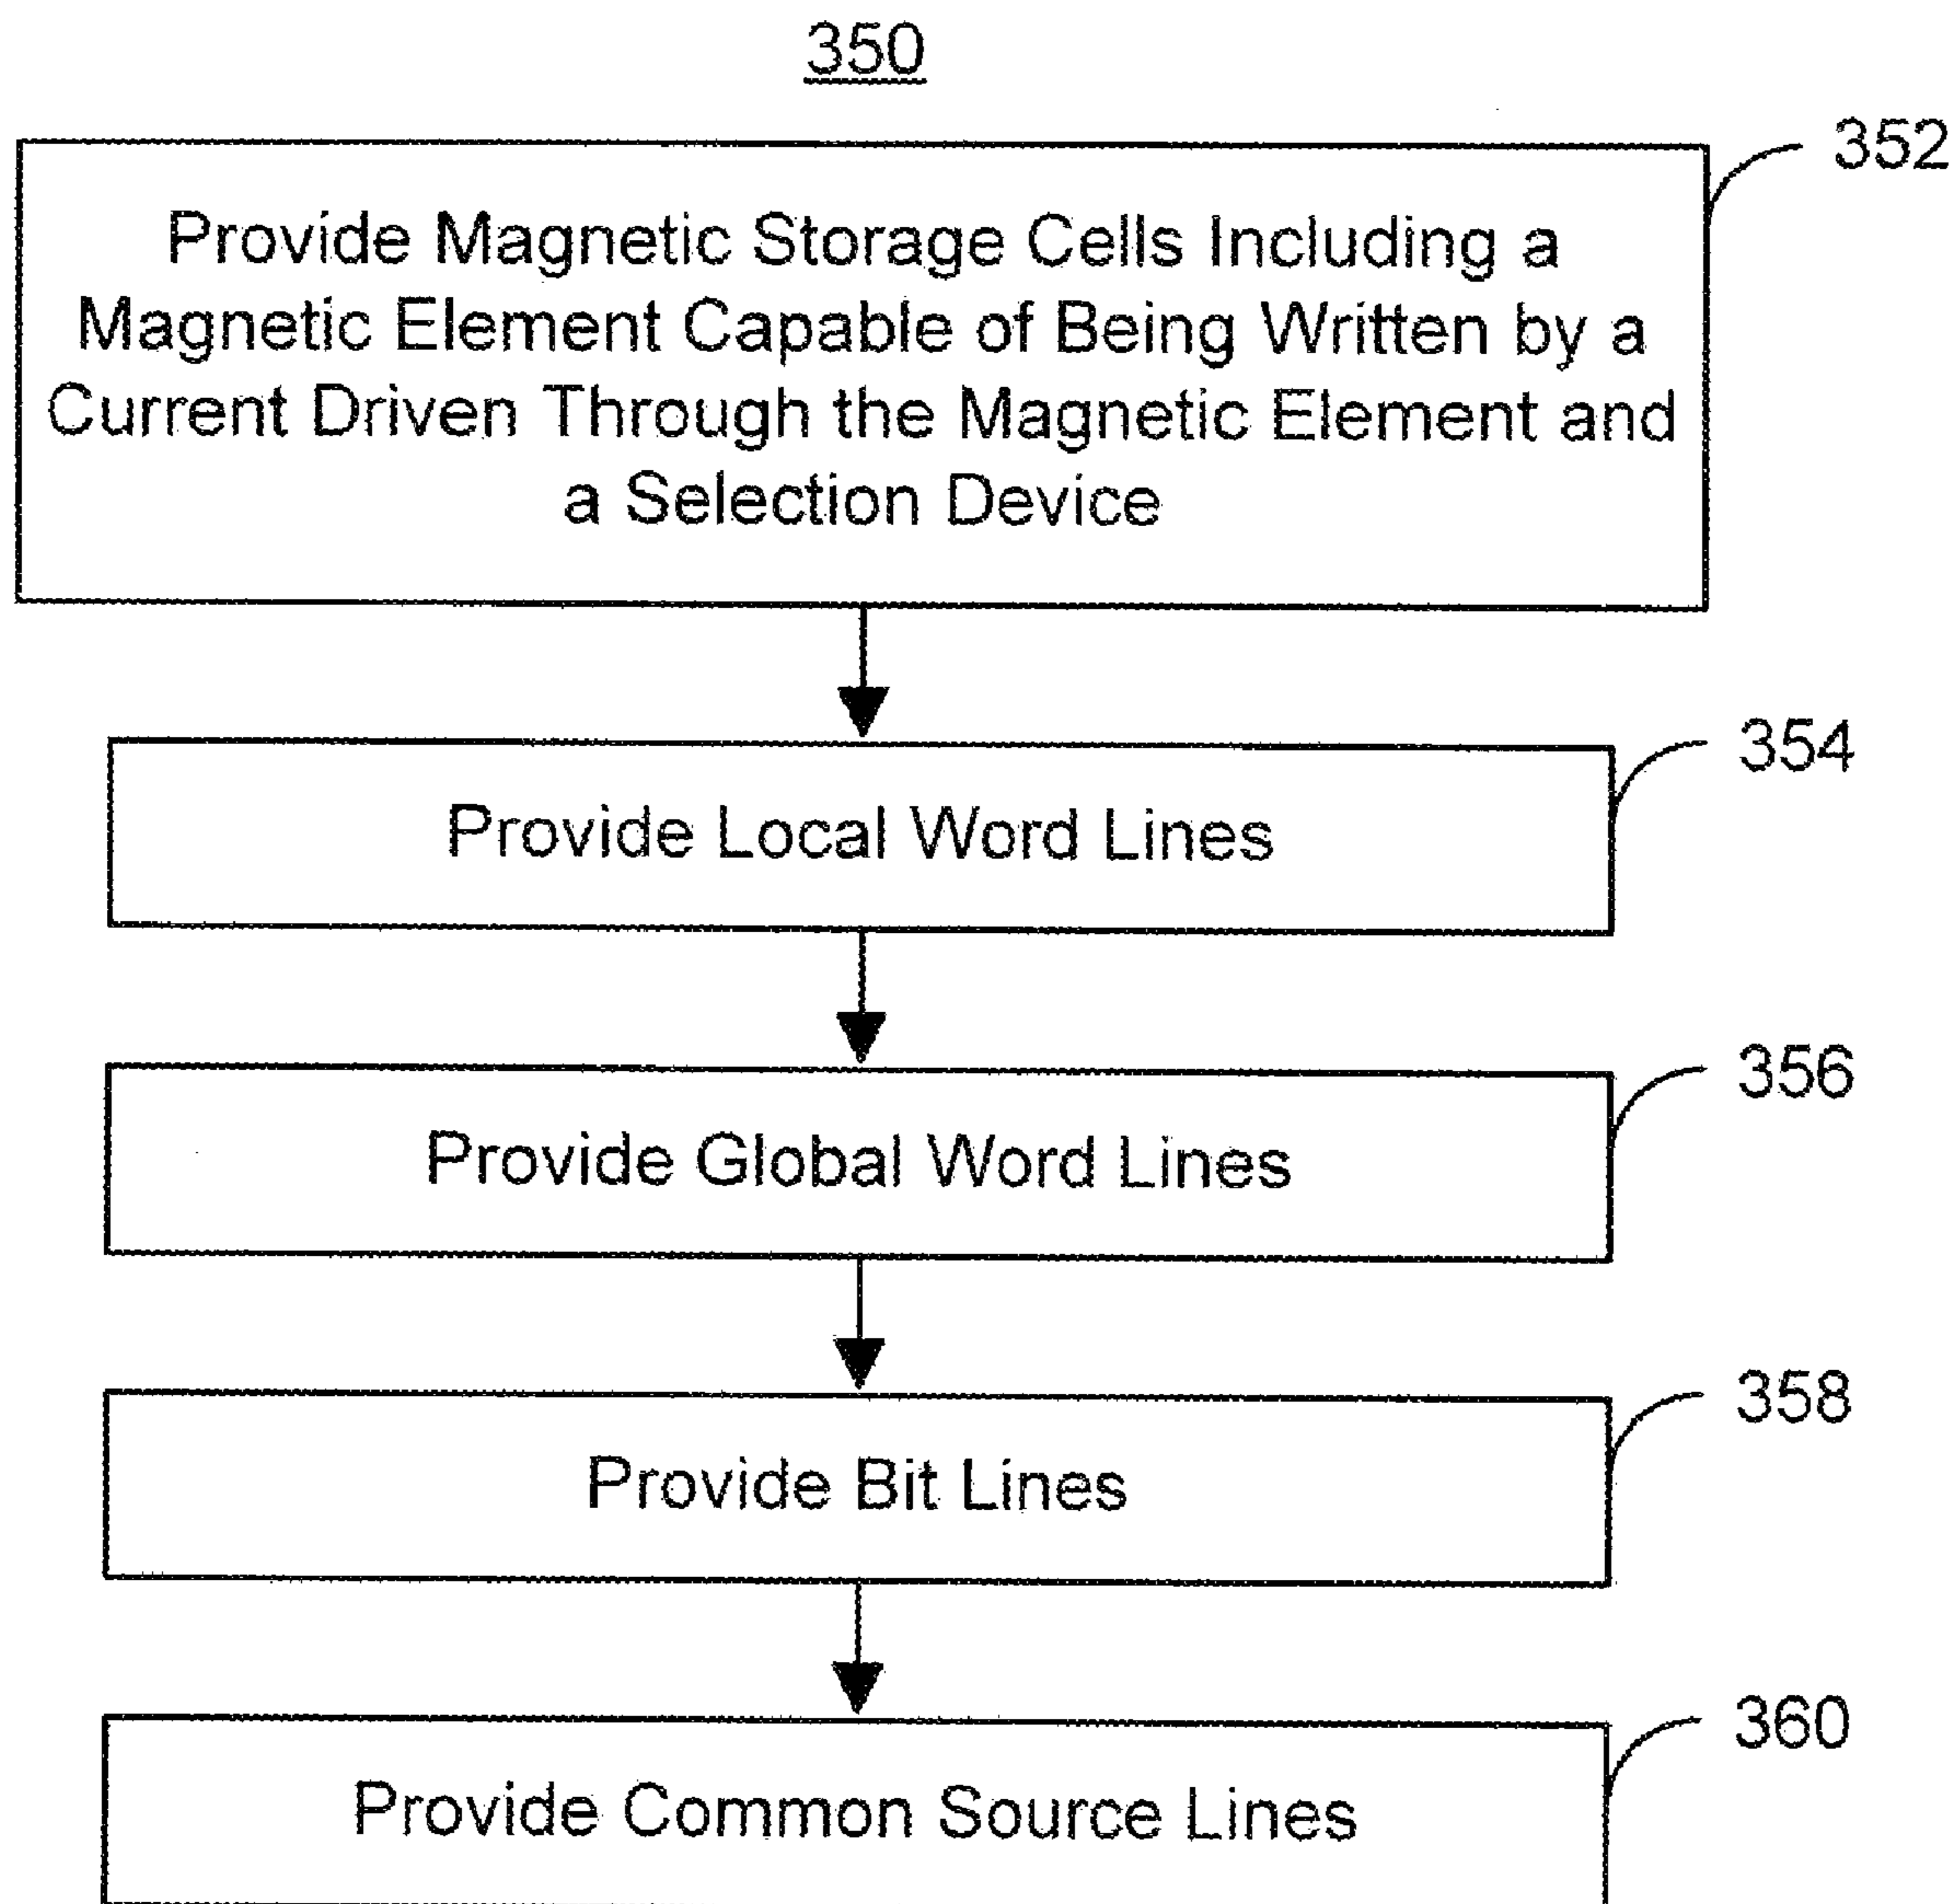 350
352
Provide Magnetic Storage Cells Including a
Magnetic Element Capable of Being Written by a
Current Driven Through the Magnetic Element and
a Selection Device
354
Provide Local Word Lines
356
Provide Global Word Lines
358
Provide Bit Lines
360
Provide Common Source Lines